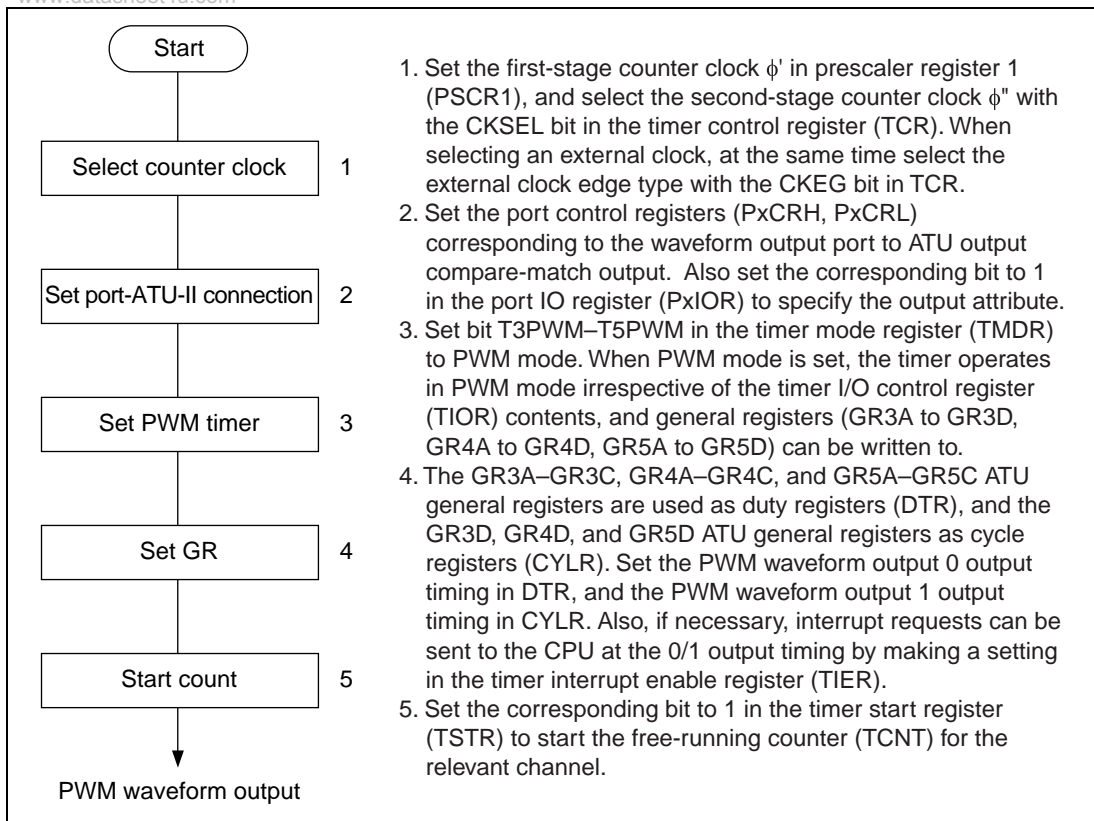 www.datasheet4u.com
Start
Select counter clock 1
Set port-ATU-II connection 2
Set PWM timer 3
Set GR 4
Start count 5
PWM waveform output
1. Set the first-stage counter clock ϕ' in prescaler register 1
(PSCR1), and select the second-stage counter clock ϕ" with
the CKSEL bit in the timer control register (TCR). When
selecting an external clock, at the same time select the
external clock edge type with the CKEG bit in TCR.
2. Set the port control registers (PxCRH, PxCRL)
corresponding to the waveform output port to ATU output
compare-match output. Also set the corresponding bit to 1
in the port IO register (PxIOR) to specify the output attribute.
3. Set bit T3PWM–T5PWM in the timer mode register (TMDR)
to PWM mode. When PWM mode is set, the timer operates
in PWM mode irrespective of the timer I/O control register
(TIOR) contents, and general registers (GR3A to GR3D,
GR4A to GR4D, GR5A to GR5D) can be written to.
4. The GR3A–GR3C, GR4A–GR4C, and GR5A–GR5C ATU
general registers are used as duty registers (DTR), and the
GR3D, GR4D, and GR5D ATU general registers as cycle
registers (CYLR). Set the PWM waveform output 0 output
timing in DTR, and the PWM waveform output 1 output
timing in CYLR. Also, if necessary, interrupt requests can be
sent to the CPU at the 0/1 output timing by making a setting
in the timer interrupt enable register (TIER).
5. Set the corresponding bit to 1 in the timer start register
(TSTR) to start the free-running counter (TCNT) for the
relevant channel.